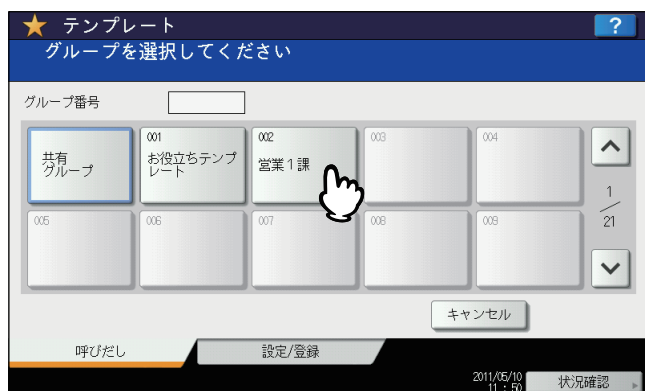 テンプレート
?
グループを選択してください
グループ番号
共有
グループ
001
お役立ちテンプ
レート
002
営業1課
003
004
1
21
005
006
007
008
009
キャンセル
呼びだし
設定/登録
2011/05/10
11 : 50
状況確認